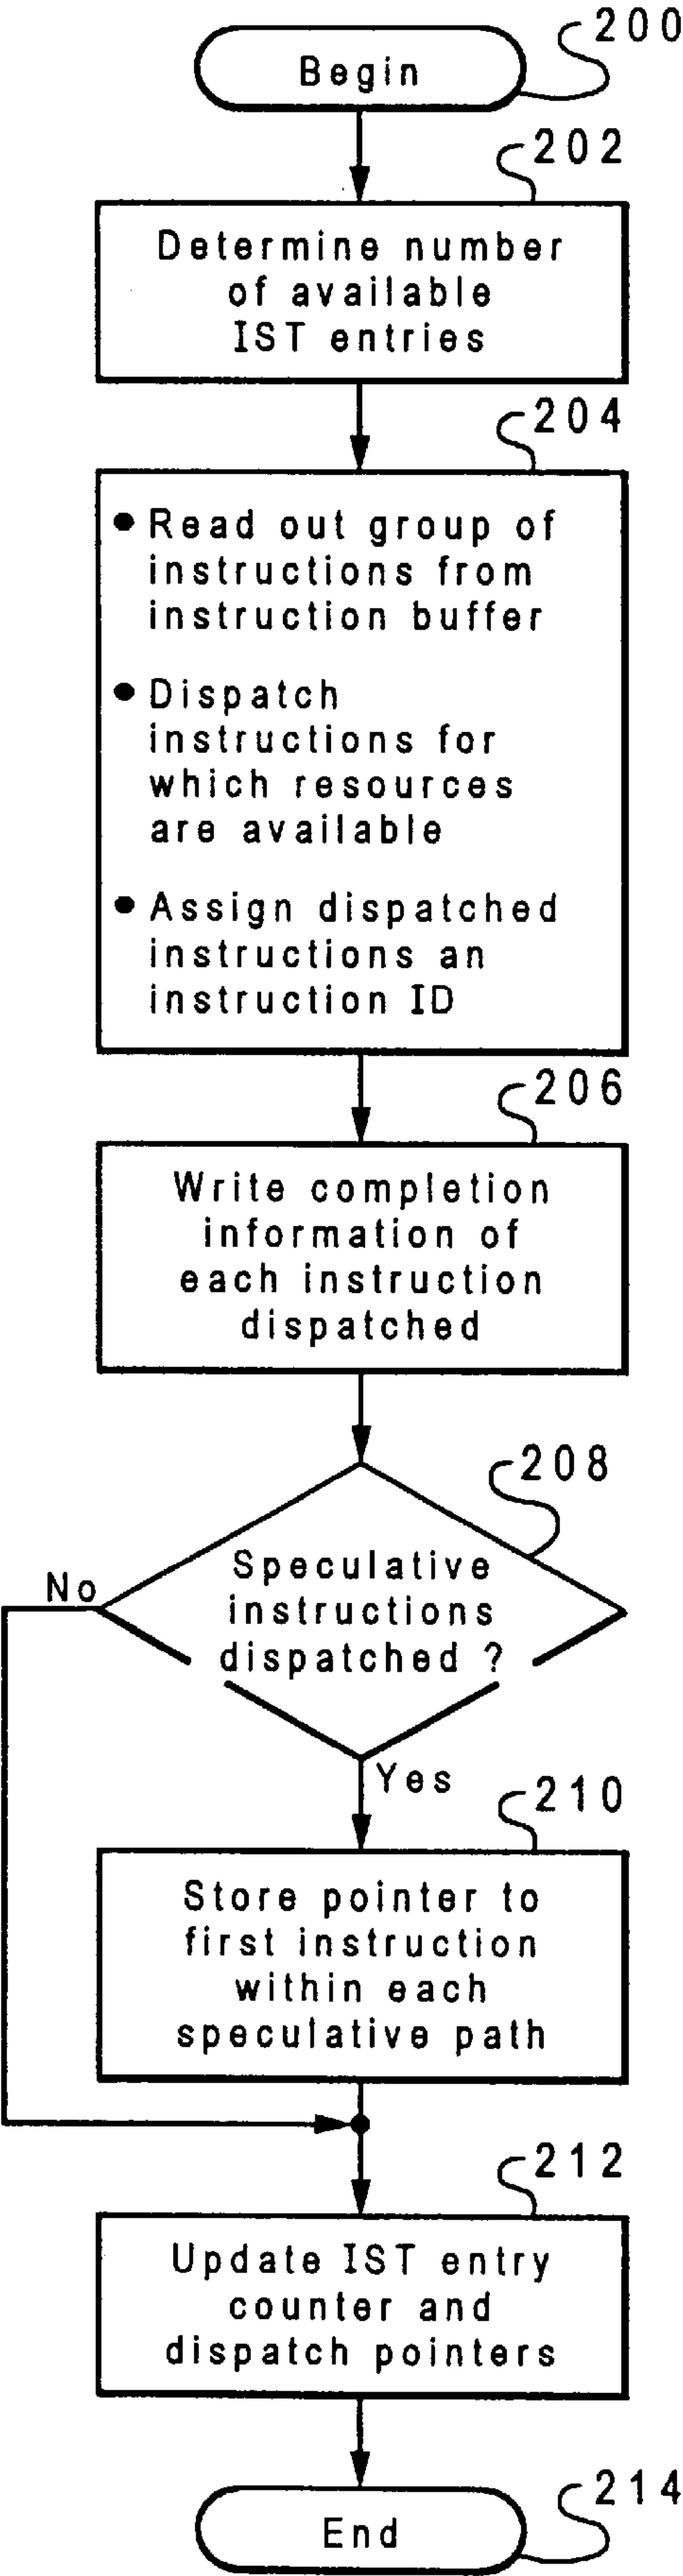 200
Begin
202
Determine number
of available
IST entries
204
• Read out group of
instructions from
instruction buffer
• Dispatch
instructions for
which resources
are available
• Assign dispatched
instructions an
instruction ID
206
Write completion
information of
each instruction
dispatched
208
Speculative
No
instructions
dispatched ?
Yes
210
Store pointer to
first instruction
within each
speculative path
212
Update IST entry
counter and
dispatch pointers
214
End